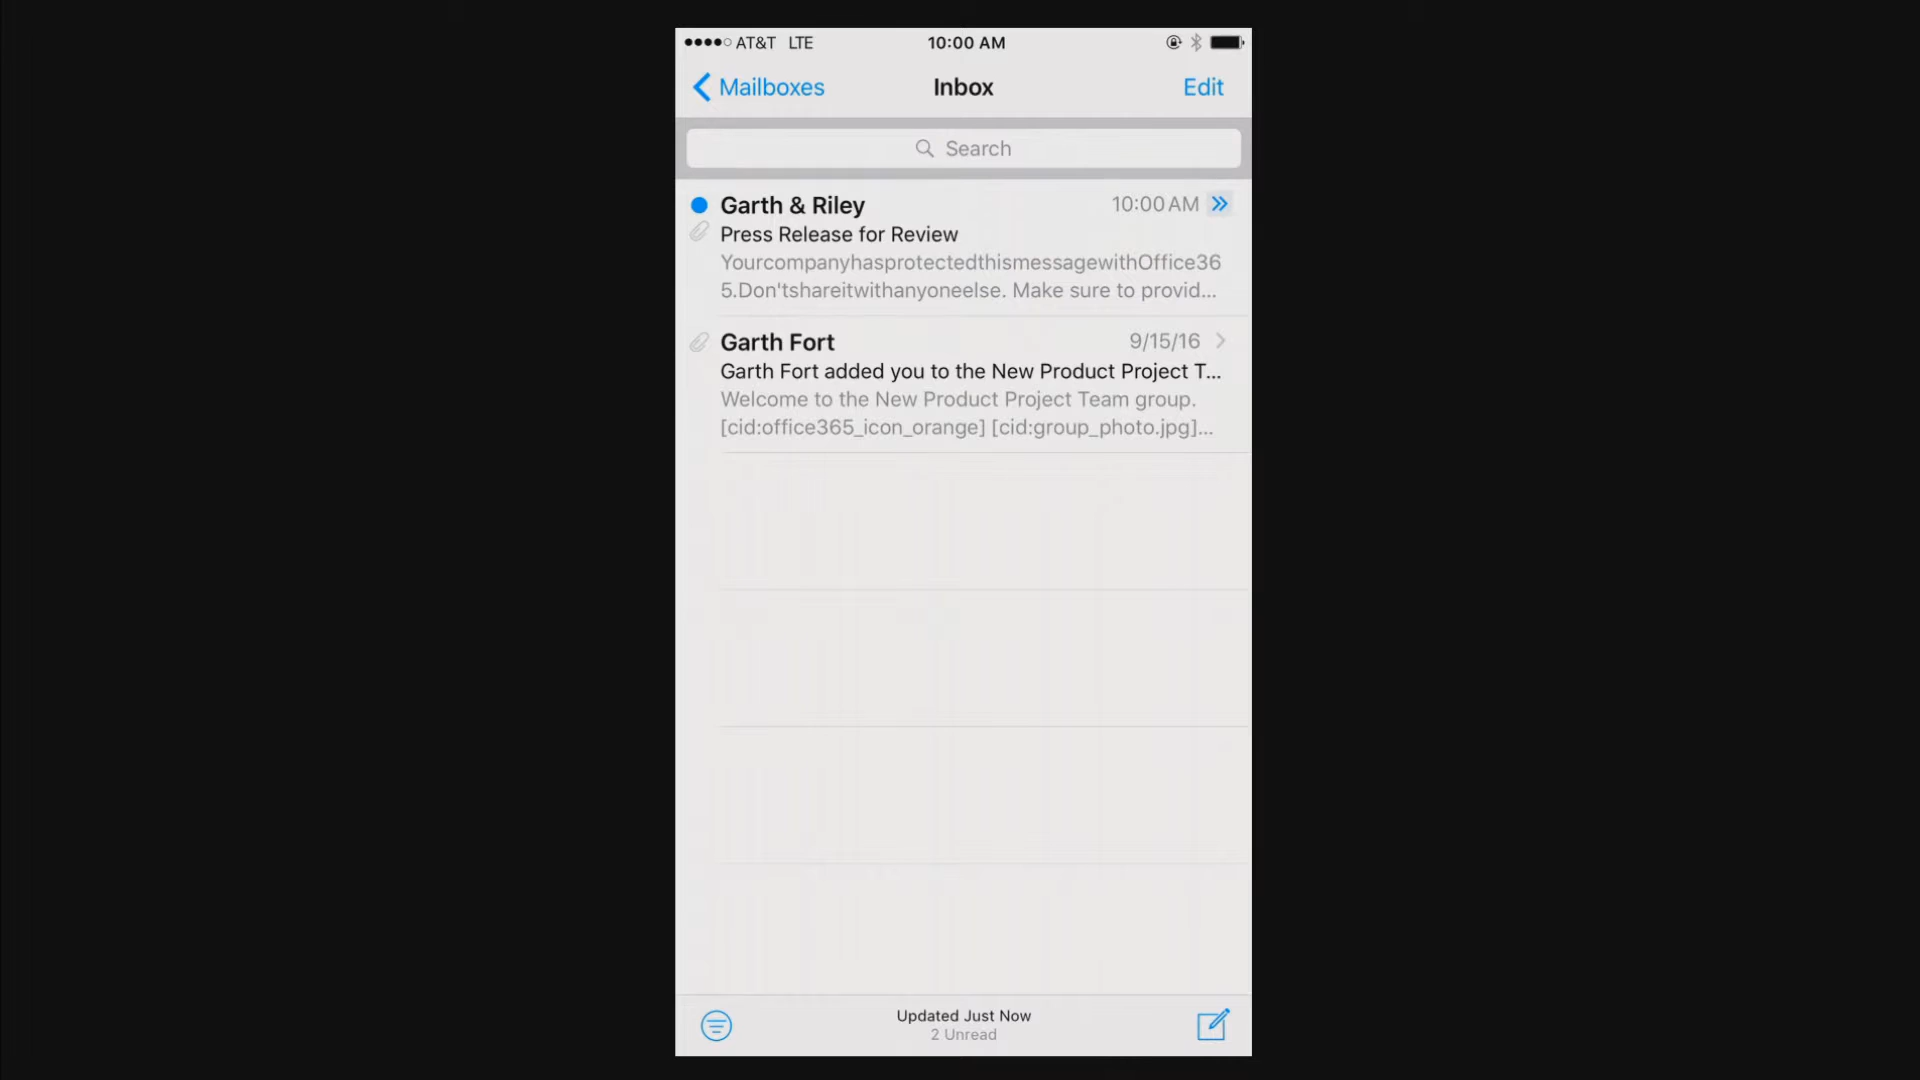 AT&T LTE 10:00 AM
Mailboxes Inbox Edit
Search
Garth & Riley 10:00 AM
Press Release for Review
YourcompanyhasprotectedthismessagewithOffice36
5.Don'tshareitwithanyoneelse. Make sure to provid...
Garth Fort 9/15/16
Garth Fort added you to the New Product Project T...
Welcome to the New Product Project Team group.
[cid:office365_icon_orange] [cid:group_photo.jpg]...
Updated Just Now
2 Unread